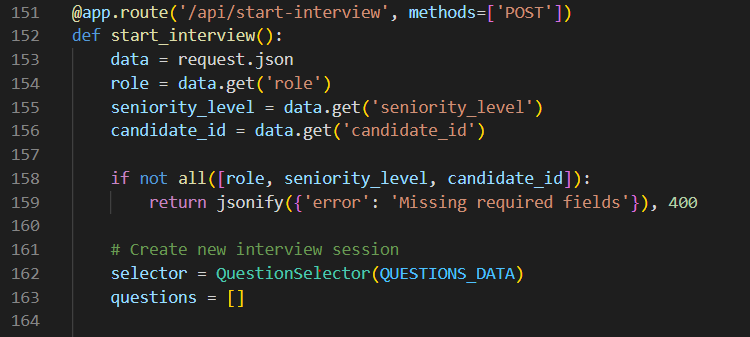 151 @app.route('/api/start-interview', methods=['POST'])
152 def start_interview():
153     data = request.json
154     role = data.get('role')
155     seniority_level = data.get('seniority_level')
156     candidate_id = data.get('candidate_id')
157
158     if not all([role, seniority_level, candidate_id]):
159         return jsonify({'error': 'Missing required fields'}), 400
160
161     # Create new interview session
162     selector = QuestionSelector(QUESTIONS_DATA)
163     questions = []
164